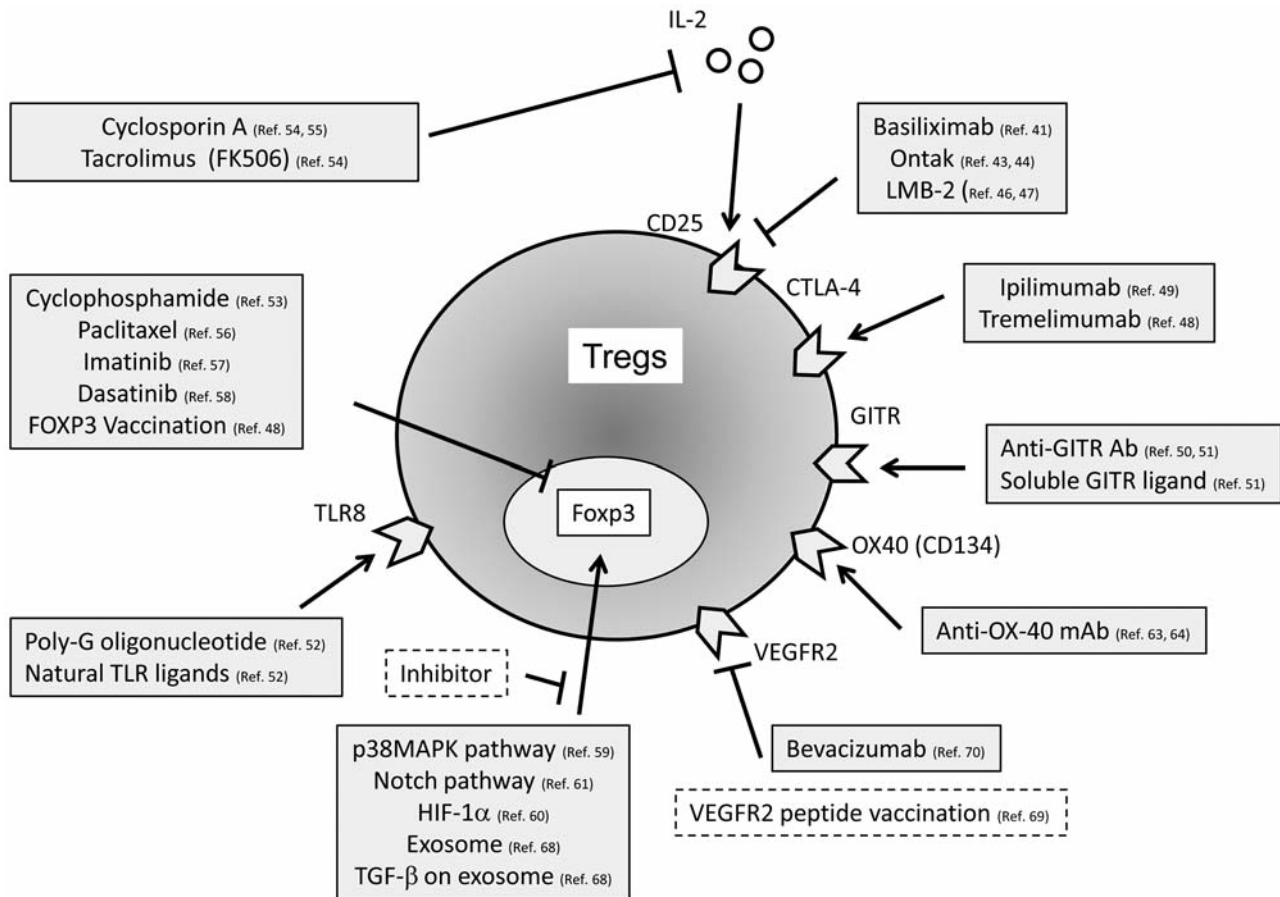 IL-2
Cyclosporin A (Ref. 54, 55)
Tacrolimus (FK506) (Ref. 54)
Basiliximab (Ref. 41)
Ontak (Ref. 43, 44)
LMB-2 (Ref. 46, 47)
CD25
CTLA-4
Ipilimumab (Ref. 49)
Tremelimumab (Ref. 48)
Cyclophosphamide (Ref. 53)
Paclitaxel (Ref. 56)
Imatinib (Ref. 57)
Dasatinib (Ref. 58)
FOXP3 Vaccination (Ref. 48)
Tregs
GITR
Anti-GITR Ab (Ref. 50, 51)
Soluble GITR ligand (Ref. 51)
TLR8
Foxp3
OX40 (CD134)
Poly-G oligonucleotide (Ref. 52)
Natural TLR ligands (Ref. 52)
Anti-OX-40 mAb (Ref. 63, 64)
VEGFR2
Inhibitor
p38MAPK pathway (Ref. 59)
Notch pathway (Ref. 61)
HIF-1α (Ref. 60)
Exosome (Ref. 68)
TGF-β on exosome (Ref. 68)
Bevacizumab (Ref. 70)
VEGFR2 peptide vaccination (Ref. 69)